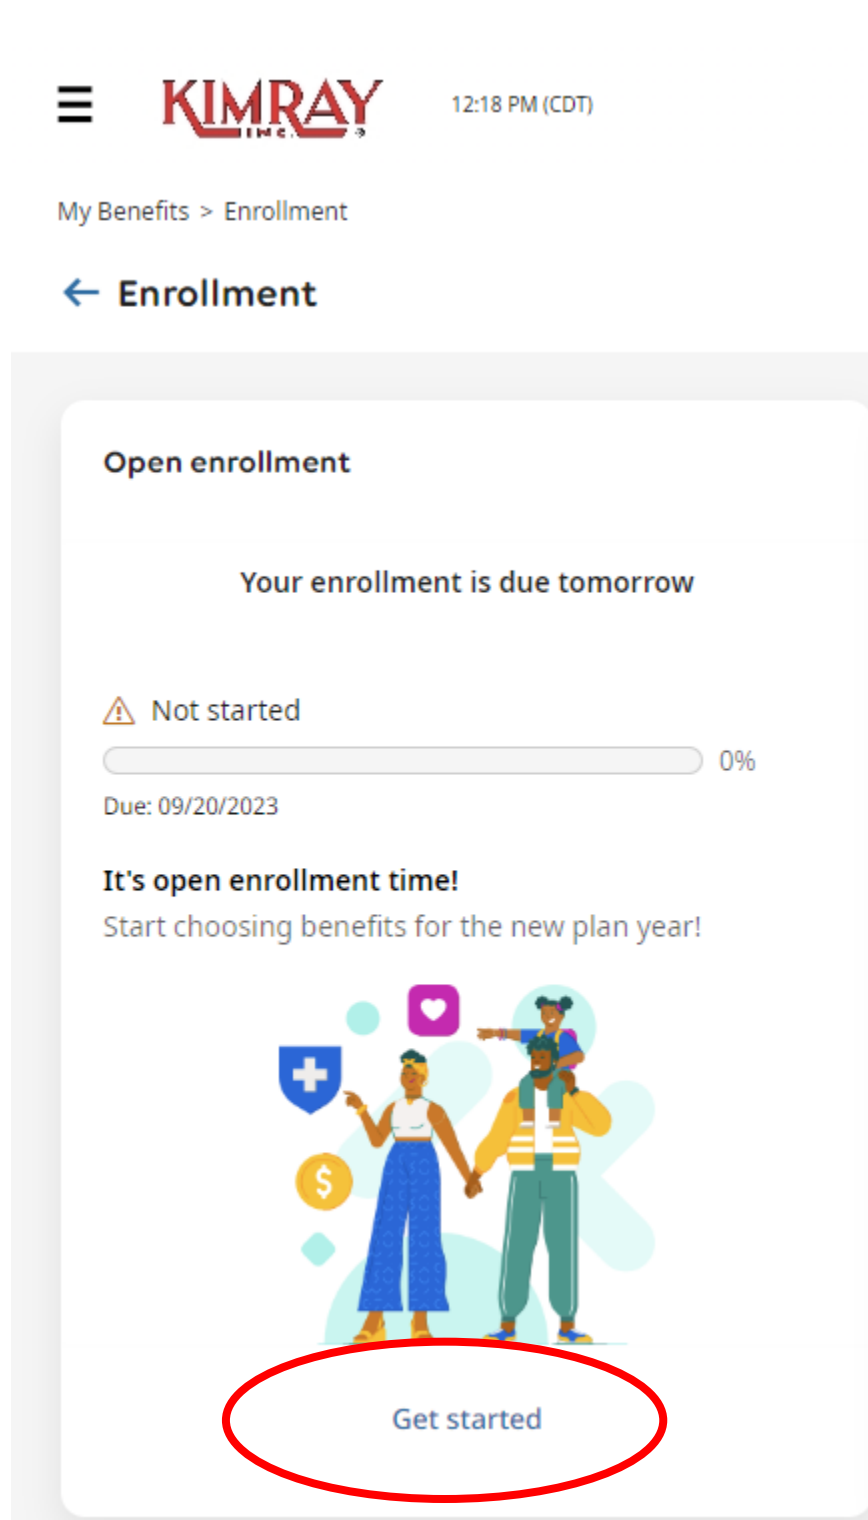 KIMRAY
INC.®
12:18 PM (CDT)
My Benefits > Enrollment
← Enrollment
Open enrollment
Your enrollment is due tomorrow
Not started
0%
Due: 09/20/2023
It's open enrollment time!
Start choosing benefits for the new plan year!
$
Get started